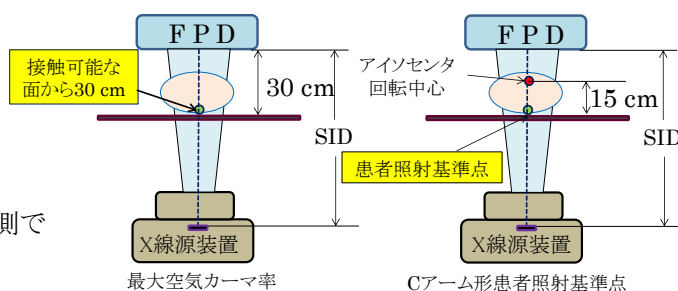 FPD
接触可能な
面から30 cm
30 cm
SID
側で
X線源装置
最大空気カーマ率
FPD
アイソセンタ
回転中心
15 cm
SID
患者照射基準点
X線源装置
Cアーム形患者照射基準点